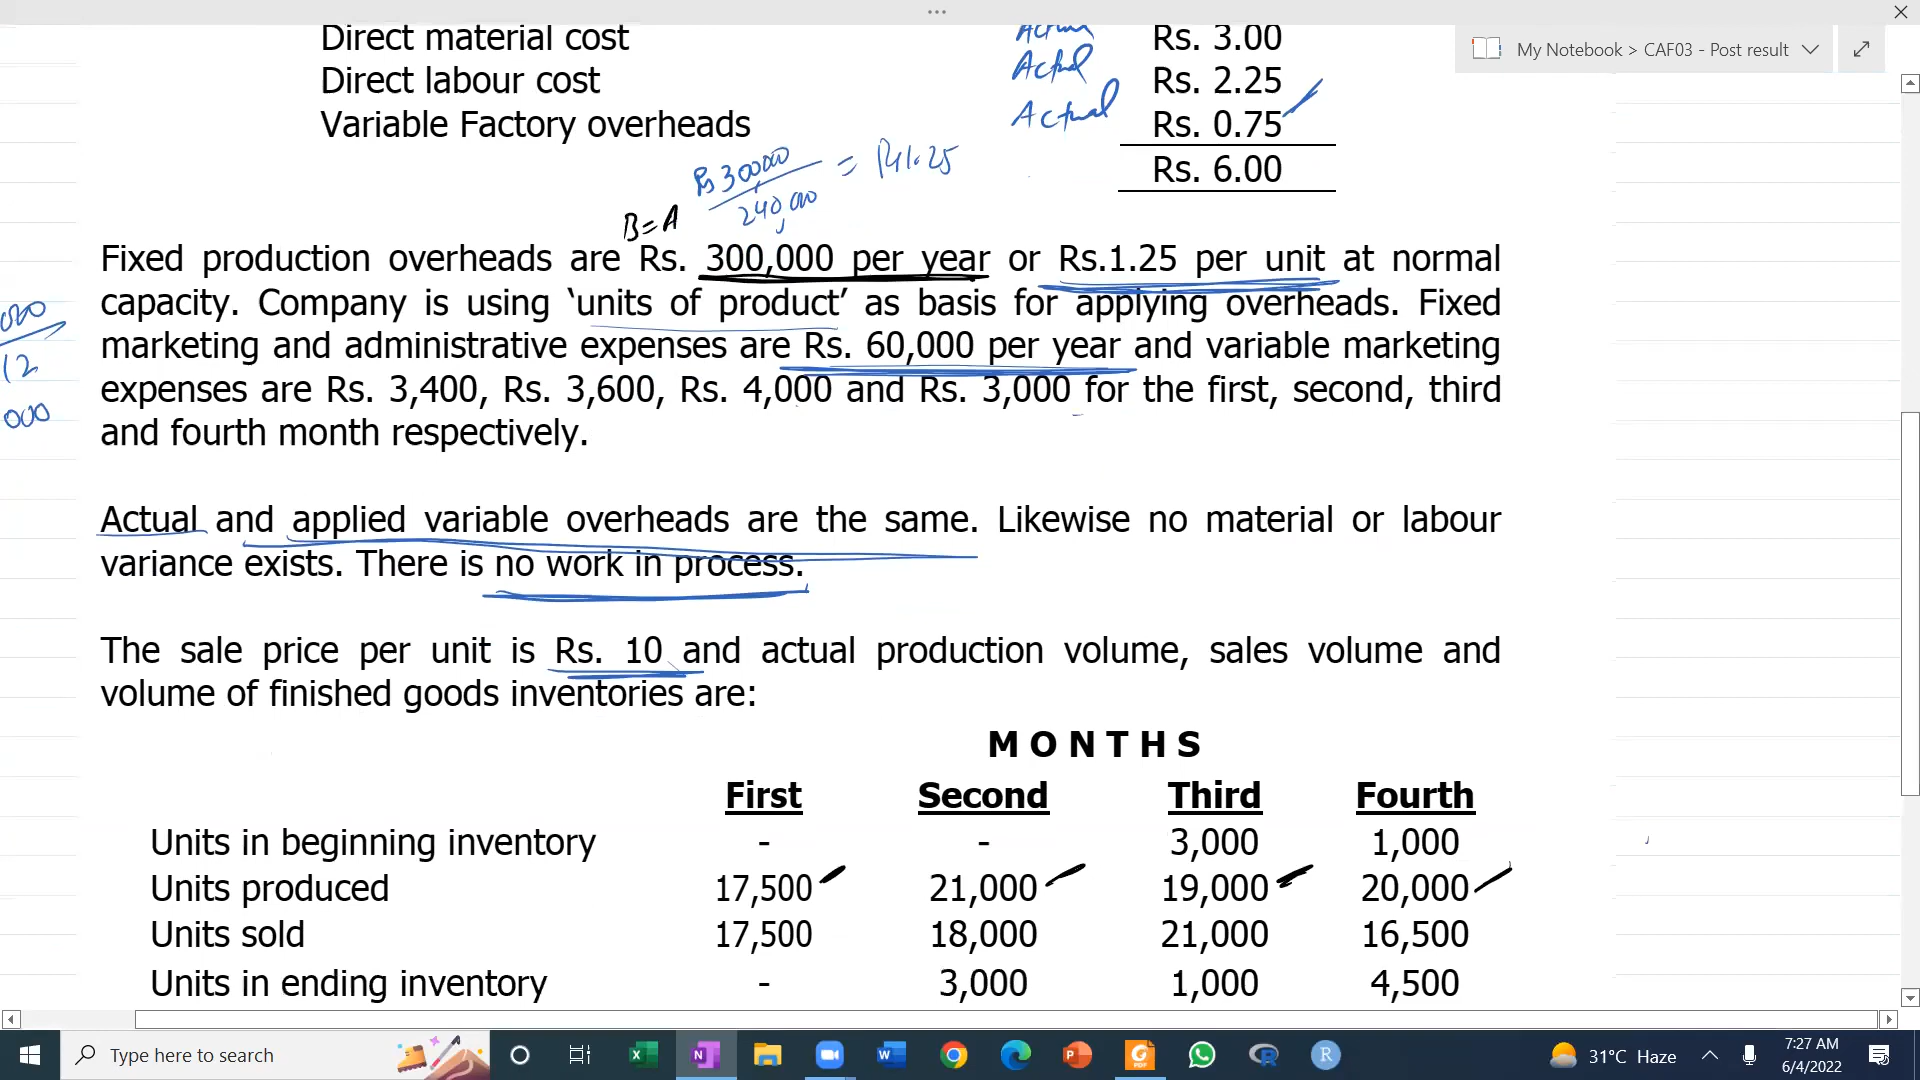 My Notebook > CAF03 - Post result
Direct material cost Actual Rs. 3.00
Direct labour cost Actual Rs. 2.25
Variable Factory overheads Actual Rs. 0.75
Rs 300,000 / 240,000 = R1.25
Rs. 6.00
B=A
Fixed production overheads are Rs. 300,000 per year or Rs.1.25 per unit at normal
capacity. Company is using ‘units of product’ as basis for applying overheads. Fixed
marketing and administrative expenses are Rs. 60,000 per year and variable marketing
12
expenses are Rs. 3,400, Rs. 3,600, Rs. 4,000 and Rs. 3,000 for the first, second, third
000
and fourth month respectively.
Actual and applied variable overheads are the same. Likewise no material or labour
variance exists. There is no work in process.
The sale price per unit is Rs. 10 and actual production volume, sales volume and
volume of finished goods inventories are:
M O N T H S
First Second Third Fourth
Units in beginning inventory - - 3,000 1,000
Units produced 17,500 21,000 19,000 20,000
Units sold 17,500 18,000 21,000 16,500
Units in ending inventory - 3,000 1,000 4,500
Type here to search
31°C Haze
7:27 AM
6/4/2022